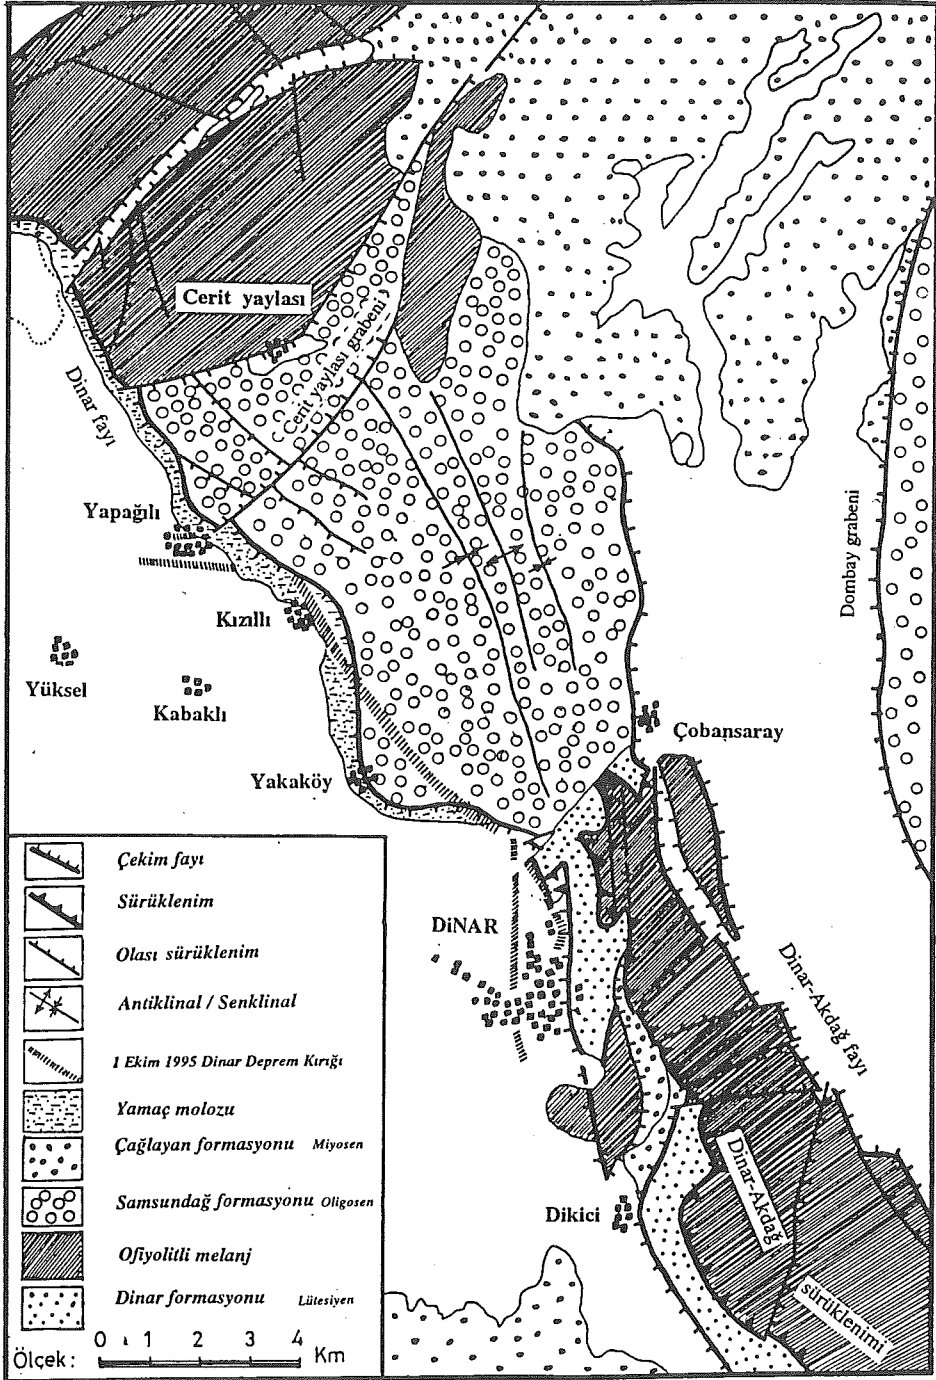 Cerit yaylası
Cerit yaylası grabeni
Dinar fayı
Yapağılı
Kızıllı
Yüksel
Kabaklı
Yakaköy
Dombay grabeni
Çobansaray
DiNAR
Dinar-Akdağ fayı
Dikici
Dinar-Akdağ
sürüklenimi
Çekim fayı
Sürüklenim
Olası sürüklenim
Antiklinal / Senklinal
1 Ekim 1995 Dinar Deprem Kırığı
Yamaç molozu
Çağlayan formasyonu Miyosen
Samsundağ formasyonu Oligosen
Ofiyolitli melanj
Dinar formasyonu Lütesiyen
Ölçek: 0 1 1 2 3 4 Km